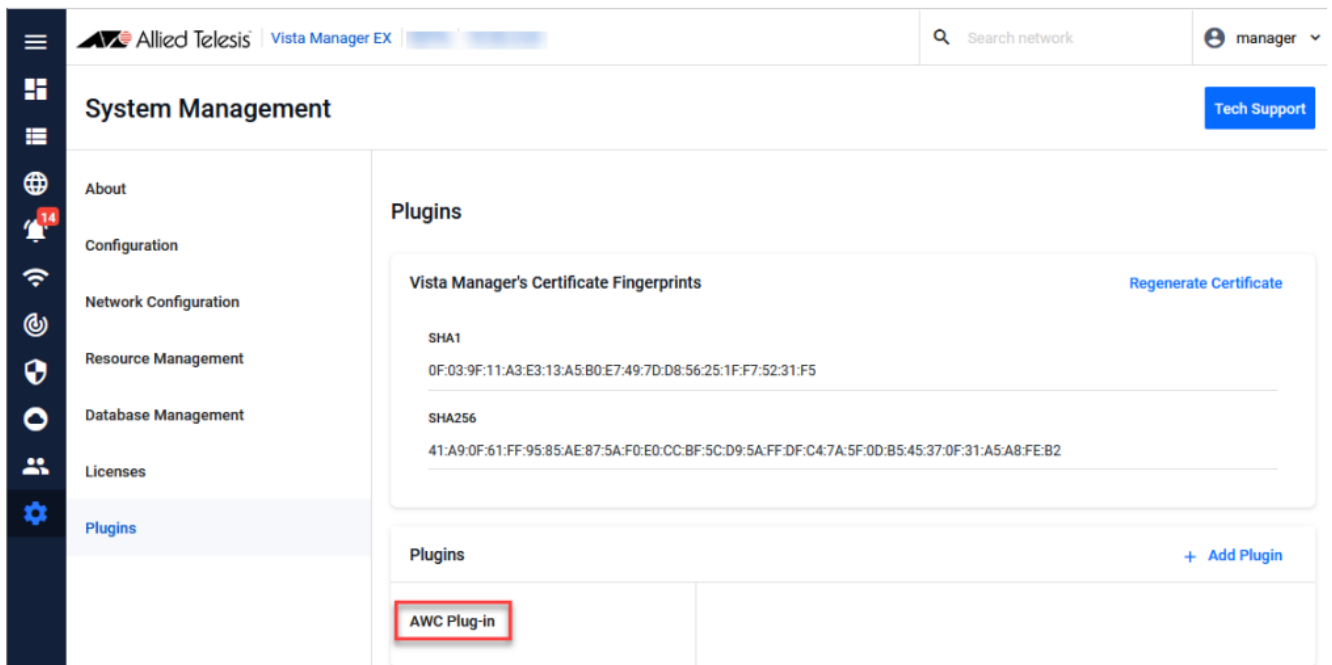 Allied Telesis Vista Manager EX
Search network
manager
System Management
Tech Support
14
About
Configuration
Network Configuration
Resource Management
Database Management
Licenses
Plugins
Plugins
Vista Manager's Certificate Fingerprints
Regenerate Certificate
SHA1
0F:03:9F:11:A3:E3:13:A5:B0:E7:49:7D:D8:56:25:1F:F7:52:31:F5
SHA256
41:A9:0F:61:FF:95:85:AE:87:5A:F0:E0:CC:BF:5C:D9:5A:FF:DF:C4:7A:5F:0D:B5:45:37:0F:31:A5:A8:FE:B2
Plugins
+ Add Plugin
AWC Plug-in